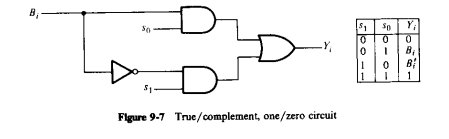 B_i
s_0
s_1
Y_i
s_1 s_0 Y_i
0 0 0
0 1 B_i
1 0 B_i'
1 1 1
Figure 9-7 True/complement, one/zero circuit